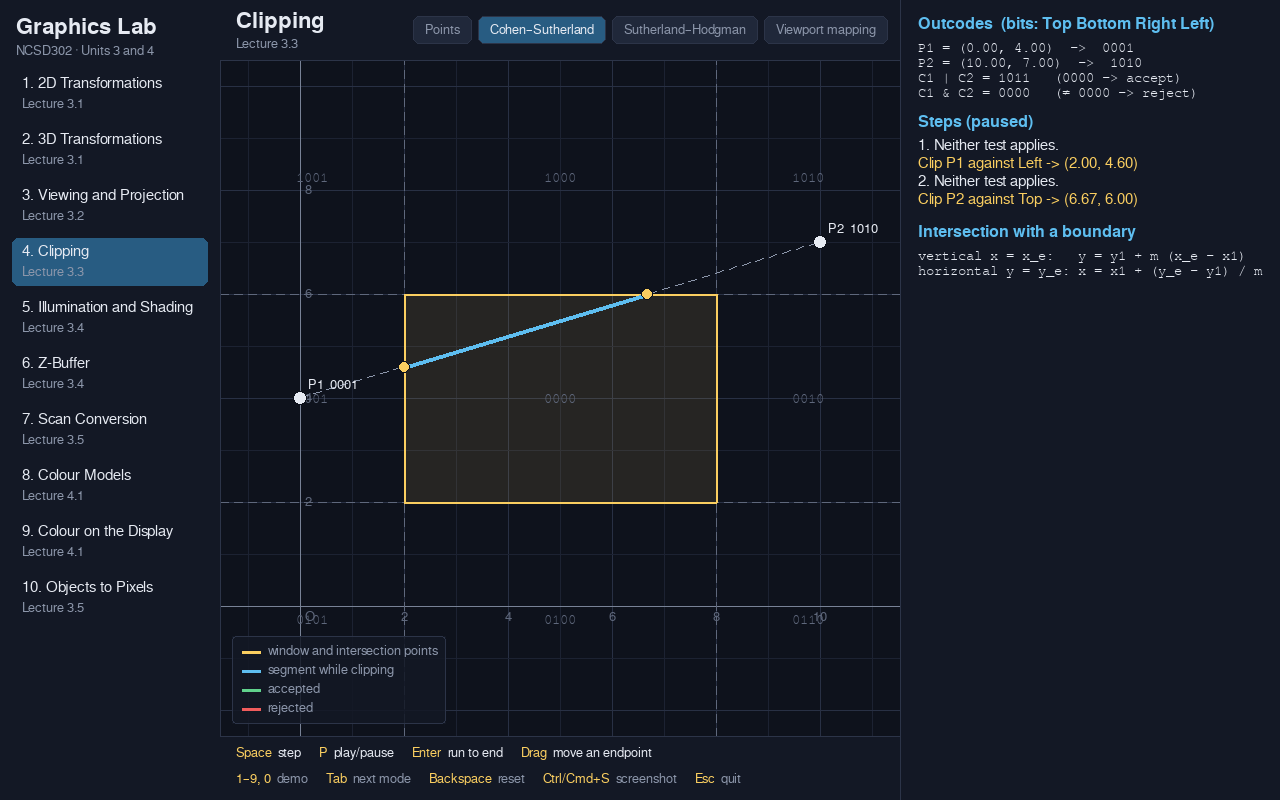 Graphics Lab
NCSD302 · Units 3 and 4
1. 2D Transformations
Lecture 3.1
2. 3D Transformations
Lecture 3.1
3. Viewing and Projection
Lecture 3.2
4. Clipping
Lecture 3.3
5. Illumination and Shading
Lecture 3.4
6. Z-Buffer
Lecture 3.4
7. Scan Conversion
Lecture 3.5
8. Colour Models
Lecture 4.1
9. Colour on the Display
Lecture 4.1
10. Objects to Pixels
Lecture 3.5
Clipping
Lecture 3.3
Points
Cohen–Sutherland
Sutherland–Hodgman
Viewport mapping
1001 1000 1010
8
P2 1010
6
P1 0001
0000 0010
2
O 2 4 6 8 10
0101 0100 0110
window and intersection points
segment while clipping
accepted
rejected
Space step P play/pause Enter run to end Drag move an endpoint
1–9, 0 demo Tab next mode Backspace reset Ctrl/Cmd+S screenshot Esc quit
Outcodes (bits: Top Bottom Right Left)
P1 = (0.00, 4.00) -> 0001
P2 = (10.00, 7.00) -> 1010
C1 | C2 = 1011 (0000 -> accept)
C1 & C2 = 0000 (≠ 0000 -> reject)
Steps (paused)
1. Neither test applies.
Clip P1 against Left -> (2.00, 4.60)
2. Neither test applies.
Clip P2 against Top -> (6.67, 6.00)
Intersection with a boundary
vertical x = x_e: y = y1 + m (x_e − x1)
horizontal y = y_e: x = x1 + (y_e − y1) / m